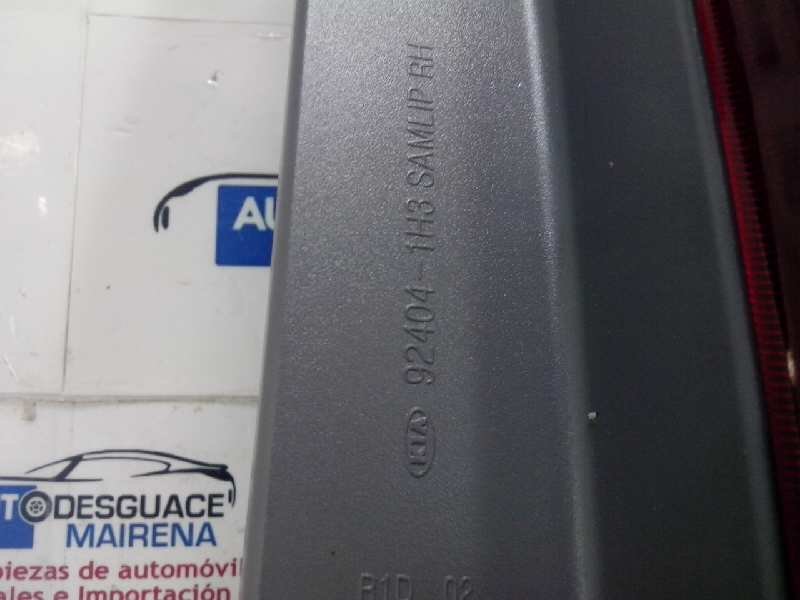 KIA 92404-1H3 SAMLIP RH
R1D 02
AU
TODESGUACE
MAIRENA
piezas de automóvil
ales e Importación